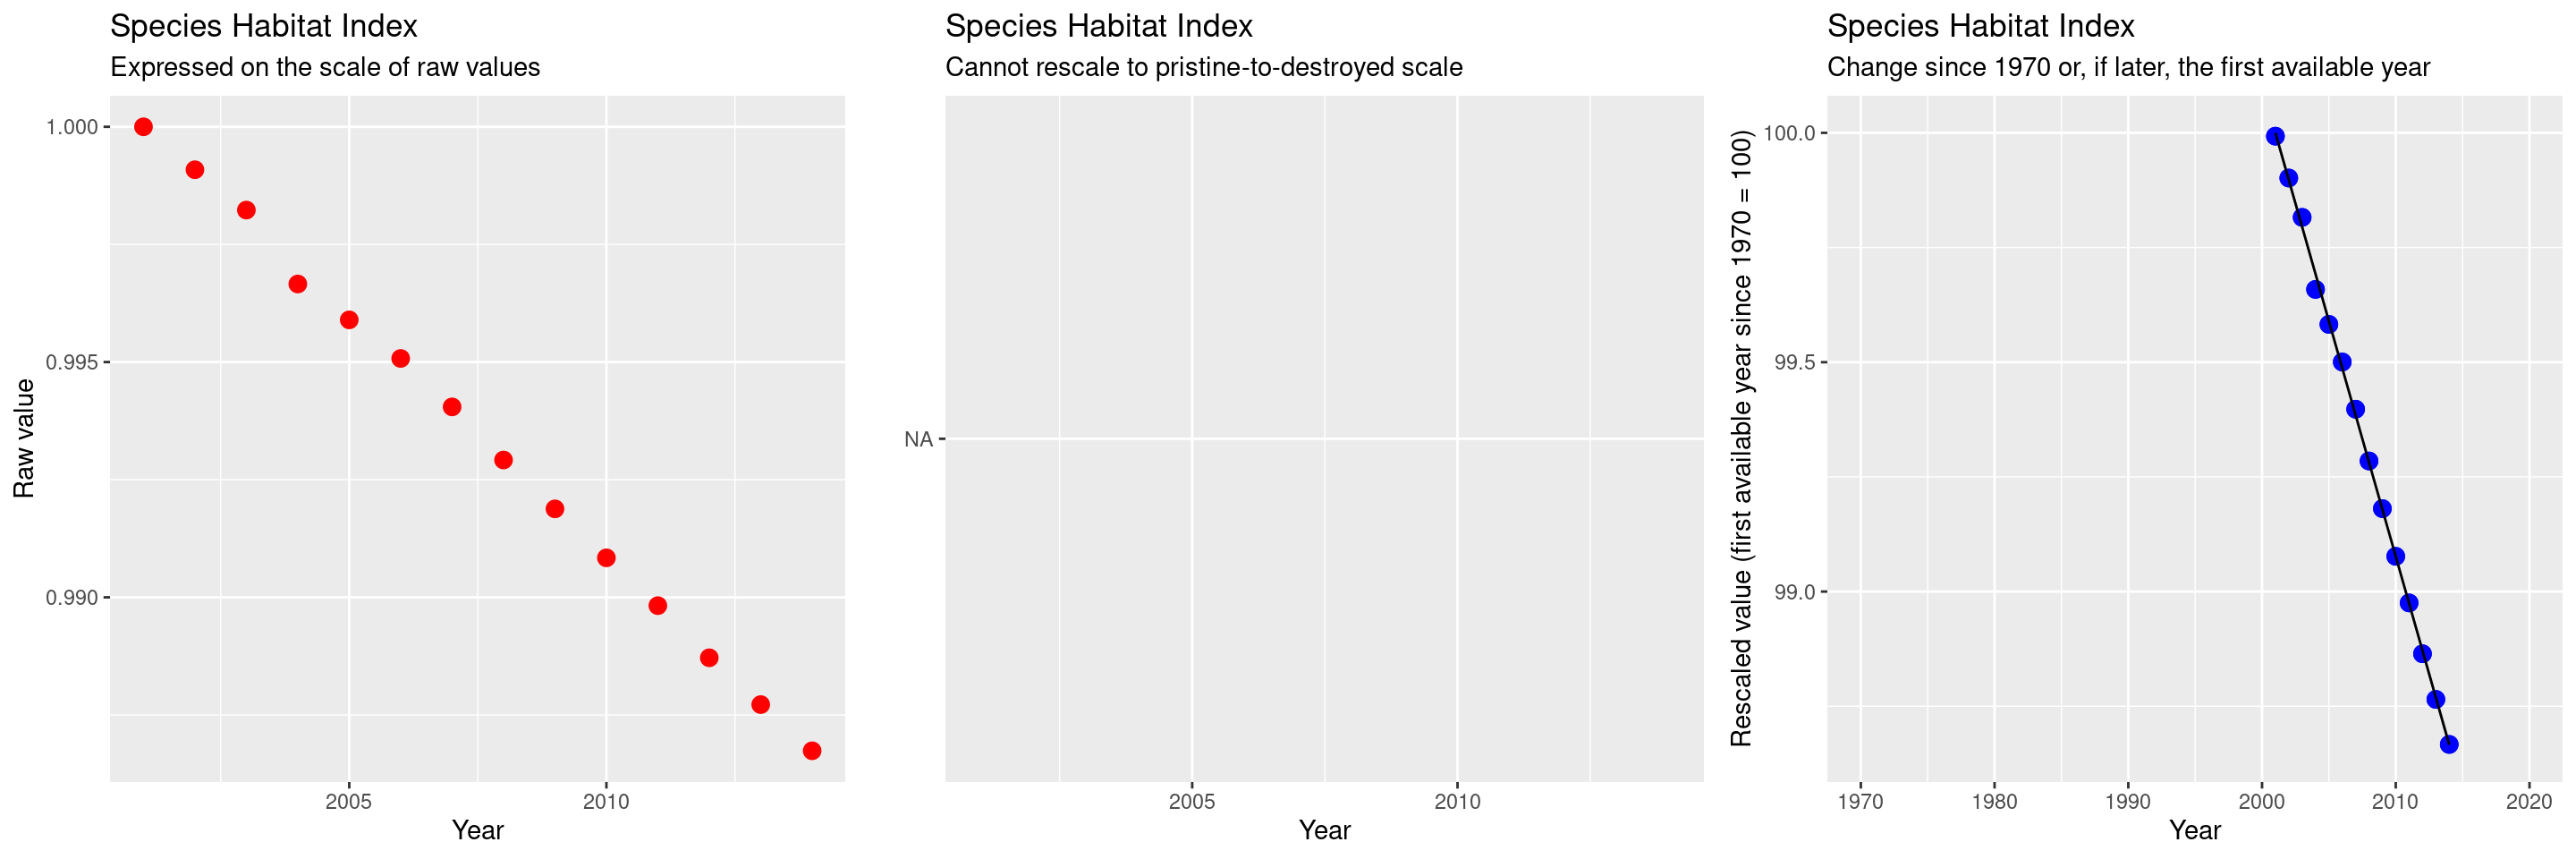 Species Habitat Index
Expressed on the scale of raw values
Raw value
1.000
0.995
0.990
2005 2010
Year
Species Habitat Index
Cannot rescale to pristine-to-destroyed scale
NA
2005 2010
Year
Species Habitat Index
Change since 1970 or, if later, the first available year
Rescaled value (first available year since 1970 = 100)
100.0
99.5
99.0
1970 1980 1990 2000 2010 2020
Year